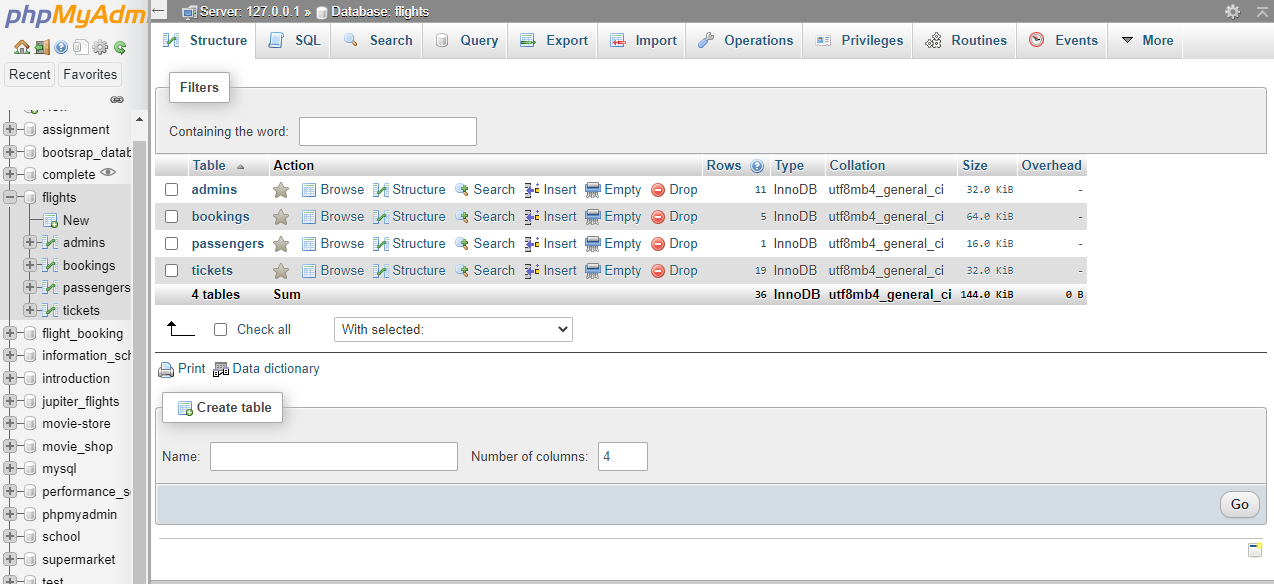 phpMyAdm
Recent Favorites
assignment
bootsrap_datab
complete
flights
New
admins
bookings
passengers
tickets
flight_booking
information_sch
introduction
jupiter_flights
movie-store
movie_shop
mysql
performance_s
phpmyadmin
school
supermarket
test
Server: 127.0.0.1 » Database: flights
Structure SQL Search Query Export Import Operations Privileges Routines Events More
Filters
Containing the word:
Table Action Rows Type Collation Size Overhead
admins Browse Structure Search Insert Empty Drop 11 InnoDB utf8mb4_general_ci 32.0 KiB -
bookings Browse Structure Search Insert Empty Drop 5 InnoDB utf8mb4_general_ci 64.0 KiB -
passengers Browse Structure Search Insert Empty Drop 1 InnoDB utf8mb4_general_ci 16.0 KiB -
tickets Browse Structure Search Insert Empty Drop 19 InnoDB utf8mb4_general_ci 32.0 KiB -
4 tables Sum 36 InnoDB utf8mb4_general_ci 144.0 KiB 0 B
Check all With selected:
Print Data dictionary
Create table
Name: Number of columns: 4
Go